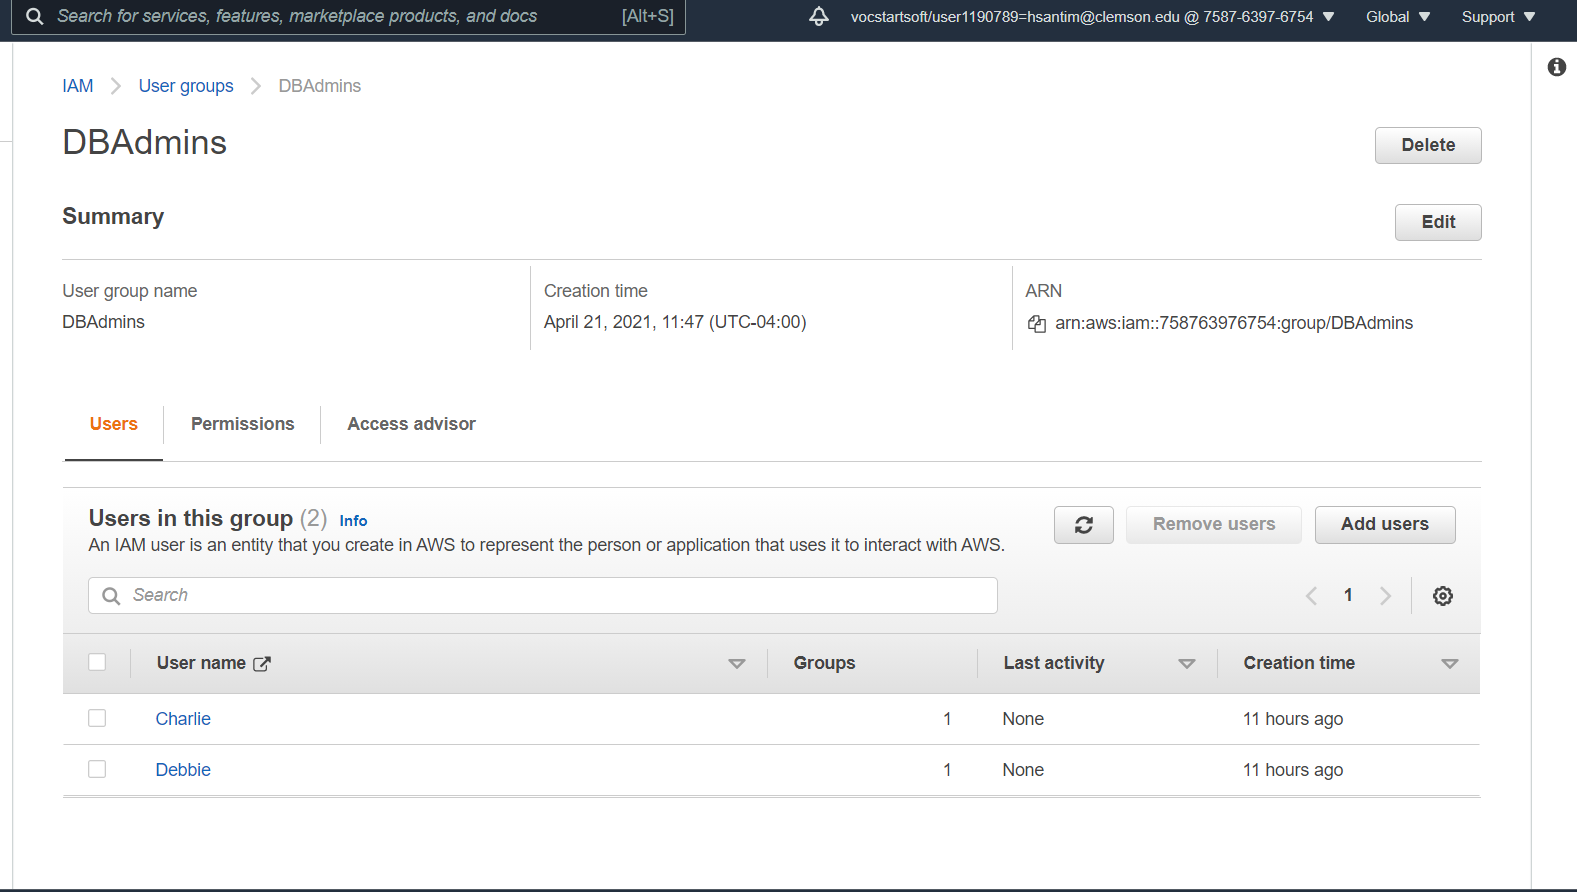 Search for services, features, marketplace products, and docs [Alt+S] vocstartsoft/user1190789=hsantim@clemson.edu @ 7587-6397-6754 Global Support
IAM User groups DBAdmins
DBAdmins
Delete
Summary
Edit
User group name Creation time ARN
DBAdmins April 21, 2021, 11:47 (UTC-04:00) arn:aws:iam::758763976754:group/DBAdmins
Users Permissions Access advisor
Users in this group (2) Info
Remove users Add users
An IAM user is an entity that you create in AWS to represent the person or application that uses it to interact with AWS.
Search 1
User name Groups Last activity Creation time
Charlie 1 None 11 hours ago
Debbie 1 None 11 hours ago